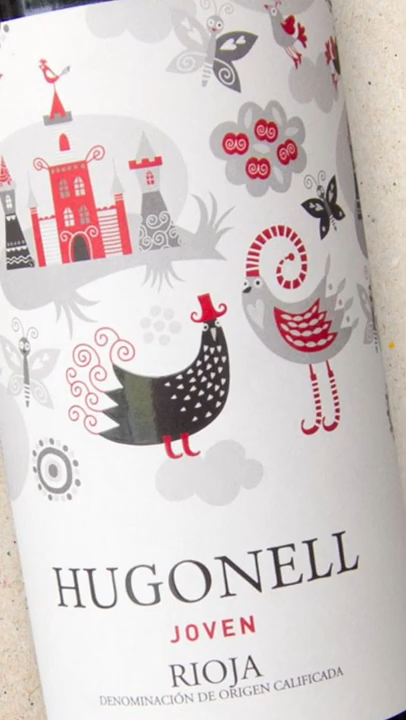 HUGONELL
JOVEN
RIOJA
DENOMINACIÓN DE ORIGEN CALIFICADA